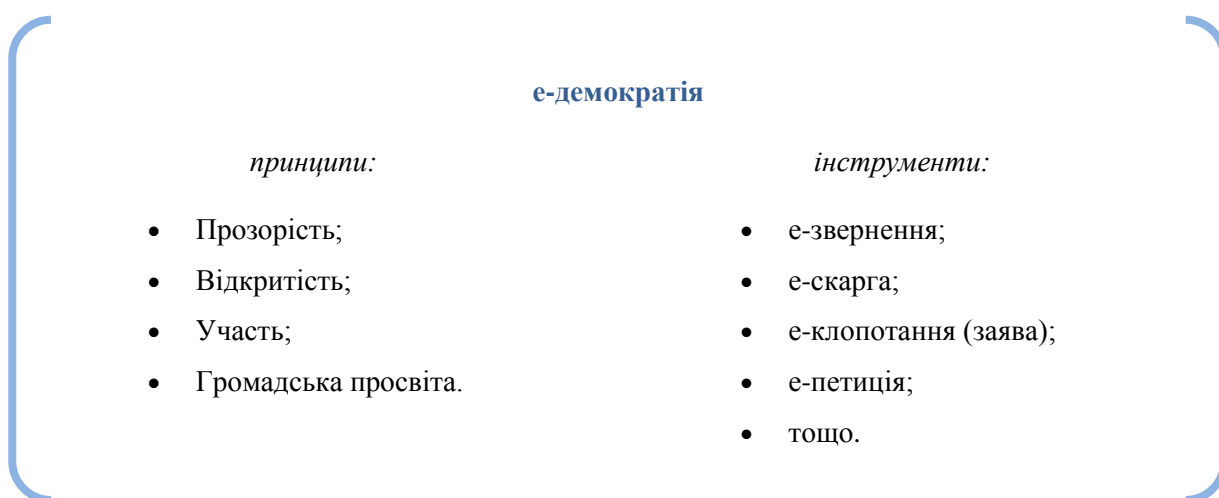 е-демократія
принципи:
• Прозорість;
• Відкритість;
• Участь;
• Громадська просвіта.
інструменти:
• е-звернення;
• е-скарга;
• е-клопотання (заява);
• е-петиція;
• тощо.